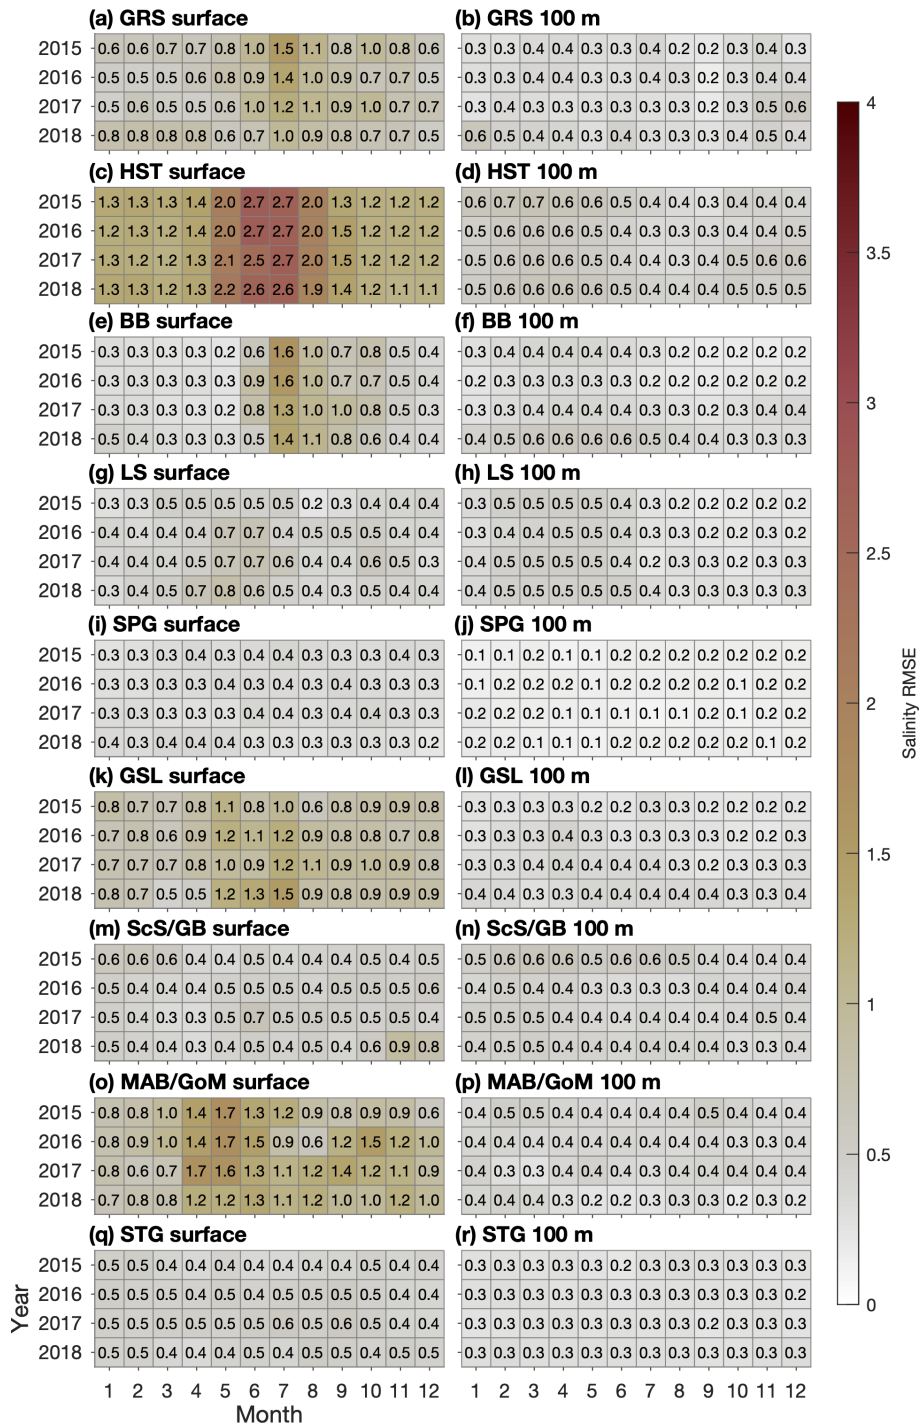 (a) GRS surface
2015 0.6 0.6 0.7 0.7 0.8 1.0 1.5 1.1 0.8 1.0 0.8 0.6
2016 0.5 0.5 0.5 0.6 0.8 0.9 1.4 1.0 0.9 0.7 0.7 0.5
2017 0.5 0.6 0.5 0.5 0.6 1.0 1.2 1.1 0.9 1.0 0.7 0.7
2018 0.8 0.8 0.8 0.8 0.6 0.7 1.0 0.9 0.8 0.7 0.7 0.5
(b) GRS 100 m
0.3 0.3 0.4 0.4 0.3 0.3 0.4 0.2 0.2 0.3 0.4 0.3
0.3 0.3 0.4 0.4 0.3 0.4 0.3 0.3 0.2 0.3 0.4 0.4
0.3 0.4 0.3 0.3 0.3 0.3 0.3 0.3 0.2 0.3 0.5 0.6
0.6 0.5 0.4 0.4 0.3 0.4 0.3 0.3 0.3 0.4 0.5 0.4
(c) HST surface
2015 1.3 1.3 1.3 1.4 2.0 2.7 2.7 2.0 1.3 1.2 1.2 1.2
2016 1.2 1.3 1.2 1.4 2.0 2.7 2.7 2.0 1.5 1.2 1.2 1.2
2017 1.3 1.2 1.2 1.3 2.1 2.5 2.7 2.0 1.5 1.2 1.2 1.2
2018 1.3 1.3 1.2 1.3 2.2 2.6 2.6 1.9 1.4 1.2 1.1 1.1
(d) HST 100 m
0.6 0.7 0.7 0.6 0.6 0.5 0.4 0.4 0.3 0.4 0.4 0.4
0.5 0.6 0.6 0.6 0.5 0.4 0.4 0.3 0.3 0.4 0.4 0.5
0.5 0.6 0.6 0.6 0.5 0.4 0.4 0.3 0.4 0.5 0.6 0.6
0.5 0.6 0.6 0.6 0.6 0.4 0.3 0.4 0.4 0.5 0.5 0.5
(e) BB surface
2015 0.3 0.3 0.3 0.3 0.2 0.6 1.6 1.0 0.7 0.8 0.5 0.4
2016 0.3 0.3 0.3 0.3 0.3 0.9 1.6 1.0 0.7 0.7 0.5 0.4
2017 0.3 0.3 0.3 0.3 0.2 0.8 1.3 1.0 1.0 0.8 0.5 0.3
2018 0.5 0.4 0.3 0.3 0.3 0.5 1.4 1.1 0.8 0.6 0.4 0.4
(f) BB 100 m
0.3 0.4 0.4 0.4 0.4 0.4 0.3 0.2 0.2 0.2 0.2 0.2
0.2 0.3 0.3 0.3 0.4 0.3 0.3 0.2 0.2 0.2 0.2 0.2
0.3 0.3 0.4 0.4 0.4 0.4 0.3 0.3 0.2 0.3 0.4 0.4
0.4 0.5 0.6 0.6 0.6 0.6 0.5 0.4 0.4 0.3 0.3 0.3
(g) LS surface
2015 0.3 0.3 0.5 0.5 0.5 0.5 0.5 0.2 0.3 0.4 0.4 0.4
2016 0.4 0.4 0.4 0.4 0.7 0.7 0.4 0.5 0.5 0.5 0.4 0.4
2017 0.4 0.4 0.4 0.5 0.7 0.7 0.6 0.4 0.4 0.6 0.5 0.3
2018 0.3 0.4 0.5 0.7 0.8 0.6 0.5 0.4 0.3 0.5 0.4 0.4
(h) LS 100 m
0.3 0.5 0.5 0.5 0.5 0.4 0.3 0.2 0.2 0.2 0.2 0.2
0.3 0.4 0.4 0.5 0.5 0.4 0.3 0.2 0.2 0.3 0.2 0.3
0.4 0.5 0.5 0.5 0.5 0.4 0.2 0.3 0.3 0.2 0.3 0.3
0.4 0.5 0.5 0.5 0.5 0.5 0.3 0.3 0.2 0.3 0.3 0.3
(i) SPG surface
2015 0.3 0.3 0.3 0.4 0.3 0.4 0.4 0.3 0.3 0.3 0.4 0.3
2016 0.3 0.3 0.3 0.3 0.4 0.3 0.4 0.3 0.4 0.3 0.3 0.3
2017 0.3 0.3 0.3 0.3 0.3 0.4 0.3 0.4 0.4 0.3 0.3 0.3
2018 0.4 0.3 0.4 0.4 0.4 0.3 0.3 0.3 0.3 0.3 0.3 0.2
(j) SPG 100 m
0.1 0.1 0.2 0.1 0.1 0.2 0.2 0.2 0.2 0.2 0.2 0.2
0.1 0.2 0.2 0.2 0.1 0.2 0.2 0.2 0.2 0.1 0.2 0.2
0.2 0.2 0.2 0.1 0.1 0.1 0.1 0.1 0.2 0.1 0.2 0.2
0.2 0.2 0.1 0.1 0.1 0.2 0.2 0.2 0.2 0.2 0.1 0.2
(k) GSL surface
2015 0.8 0.7 0.7 0.8 1.1 0.8 1.0 0.6 0.8 0.9 0.9 0.8
2016 0.7 0.8 0.6 0.9 1.2 1.1 1.2 0.9 0.8 0.8 0.7 0.8
2017 0.7 0.7 0.7 0.8 1.0 0.9 1.2 1.1 0.9 1.0 0.9 0.8
2018 0.8 0.7 0.5 0.5 1.2 1.3 1.5 0.9 0.8 0.9 0.9 0.9
(l) GSL 100 m
0.3 0.3 0.3 0.3 0.2 0.2 0.3 0.3 0.3 0.2 0.2 0.2
0.3 0.3 0.3 0.4 0.3 0.3 0.3 0.3 0.3 0.2 0.2 0.3
0.3 0.3 0.4 0.4 0.4 0.4 0.4 0.3 0.2 0.3 0.3 0.3
0.4 0.4 0.3 0.3 0.4 0.4 0.4 0.4 0.4 0.3 0.3 0.4
(m) ScS/GB surface
2015 0.6 0.6 0.6 0.4 0.4 0.5 0.4 0.4 0.4 0.5 0.4 0.5
2016 0.4 0.4 0.4 0.5 0.5 0.5 0.4 0.5 0.5 0.5 0.5 0.6
2017 0.5 0.4 0.3 0.3 0.5 0.7 0.5 0.5 0.5 0.5 0.5 0.4
2018 0.5 0.4 0.4 0.3 0.4 0.5 0.5 0.4 0.4 0.6 0.9 0.8
(n) ScS/GB 100 m
0.5 0.6 0.6 0.6 0.5 0.6 0.6 0.5 0.4 0.4 0.4 0.4
0.4 0.5 0.4 0.4 0.3 0.3 0.3 0.3 0.4 0.4 0.4 0.4
0.5 0.5 0.5 0.4 0.4 0.4 0.4 0.4 0.4 0.4 0.5 0.4
0.4 0.5 0.5 0.4 0.4 0.4 0.4 0.4 0.4 0.3 0.3 0.4
(o) MAB/GoM surface
2015 0.8 0.8 1.0 1.4 1.7 1.3 1.2 0.9 0.8 0.9 0.9 0.6
2016 0.8 0.9 1.0 1.4 1.7 1.5 0.9 0.6 1.2 1.5 1.2 1.0
2017 0.8 0.6 0.7 1.7 1.6 1.3 1.1 1.2 1.4 1.2 1.1 0.9
2018 0.7 0.8 0.8 1.2 1.2 1.3 1.1 1.2 1.0 1.0 1.2 1.0
(p) MAB/GoM 100 m
0.4 0.5 0.5 0.4 0.4 0.4 0.4 0.4 0.5 0.4 0.4 0.4
0.4 0.4 0.4 0.4 0.4 0.4 0.4 0.4 0.4 0.3 0.3 0.4
0.4 0.3 0.3 0.4 0.4 0.4 0.3 0.4 0.4 0.4 0.4 0.4
0.4 0.4 0.4 0.3 0.2 0.2 0.3 0.3 0.3 0.2 0.3 0.2
(q) STG surface
2015 0.5 0.5 0.4 0.4 0.4 0.4 0.4 0.4 0.4 0.5 0.4 0.4
2016 0.5 0.5 0.5 0.4 0.5 0.4 0.5 0.5 0.5 0.5 0.4 0.4
2017 0.5 0.5 0.5 0.5 0.5 0.5 0.6 0.5 0.6 0.5 0.4 0.4
2018 0.5 0.4 0.5 0.4 0.4 0.5 0.4 0.5 0.5 0.4 0.5 0.5
(r) STG 100 m
0.3 0.3 0.3 0.3 0.3 0.2 0.3 0.3 0.3 0.3 0.3 0.3
0.3 0.3 0.3 0.3 0.3 0.3 0.3 0.3 0.3 0.3 0.3 0.2
0.3 0.3 0.3 0.3 0.3 0.3 0.3 0.3 0.2 0.3 0.3 0.3
0.3 0.3 0.3 0.3 0.3 0.3 0.3 0.3 0.3 0.3 0.3 0.3
1 2 3 4 5 6 7 8 9 10 11 12
1 2 3 4 5 6 7 8 9 10 11 12
Month
Year
4
3.5
3
2.5
2
1.5
1
0.5
0
Salinity RMSE